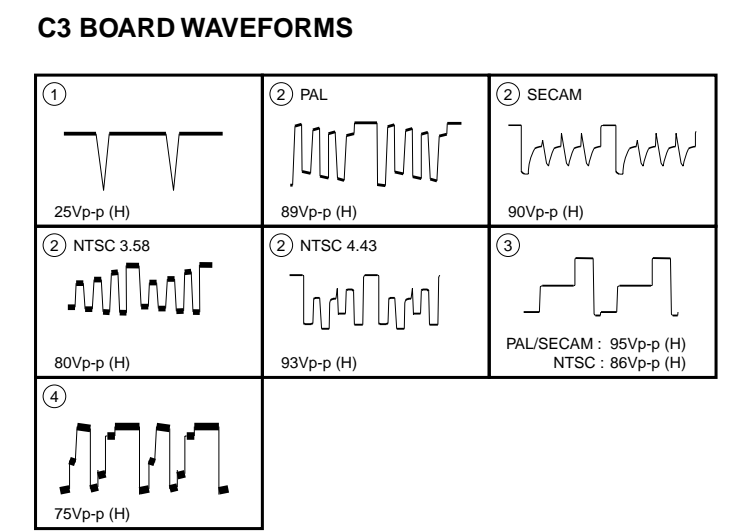 C3 BOARD WAVEFORMS
1
2 PAL
2 SECAM
25Vp-p (H)
89Vp-p (H)
90Vp-p (H)
2 NTSC 3.58
2 NTSC 4.43
3
80Vp-p (H)
93Vp-p (H)
PAL/SECAM : 95Vp-p (H)
NTSC : 86Vp-p (H)
4
75Vp-p (H)